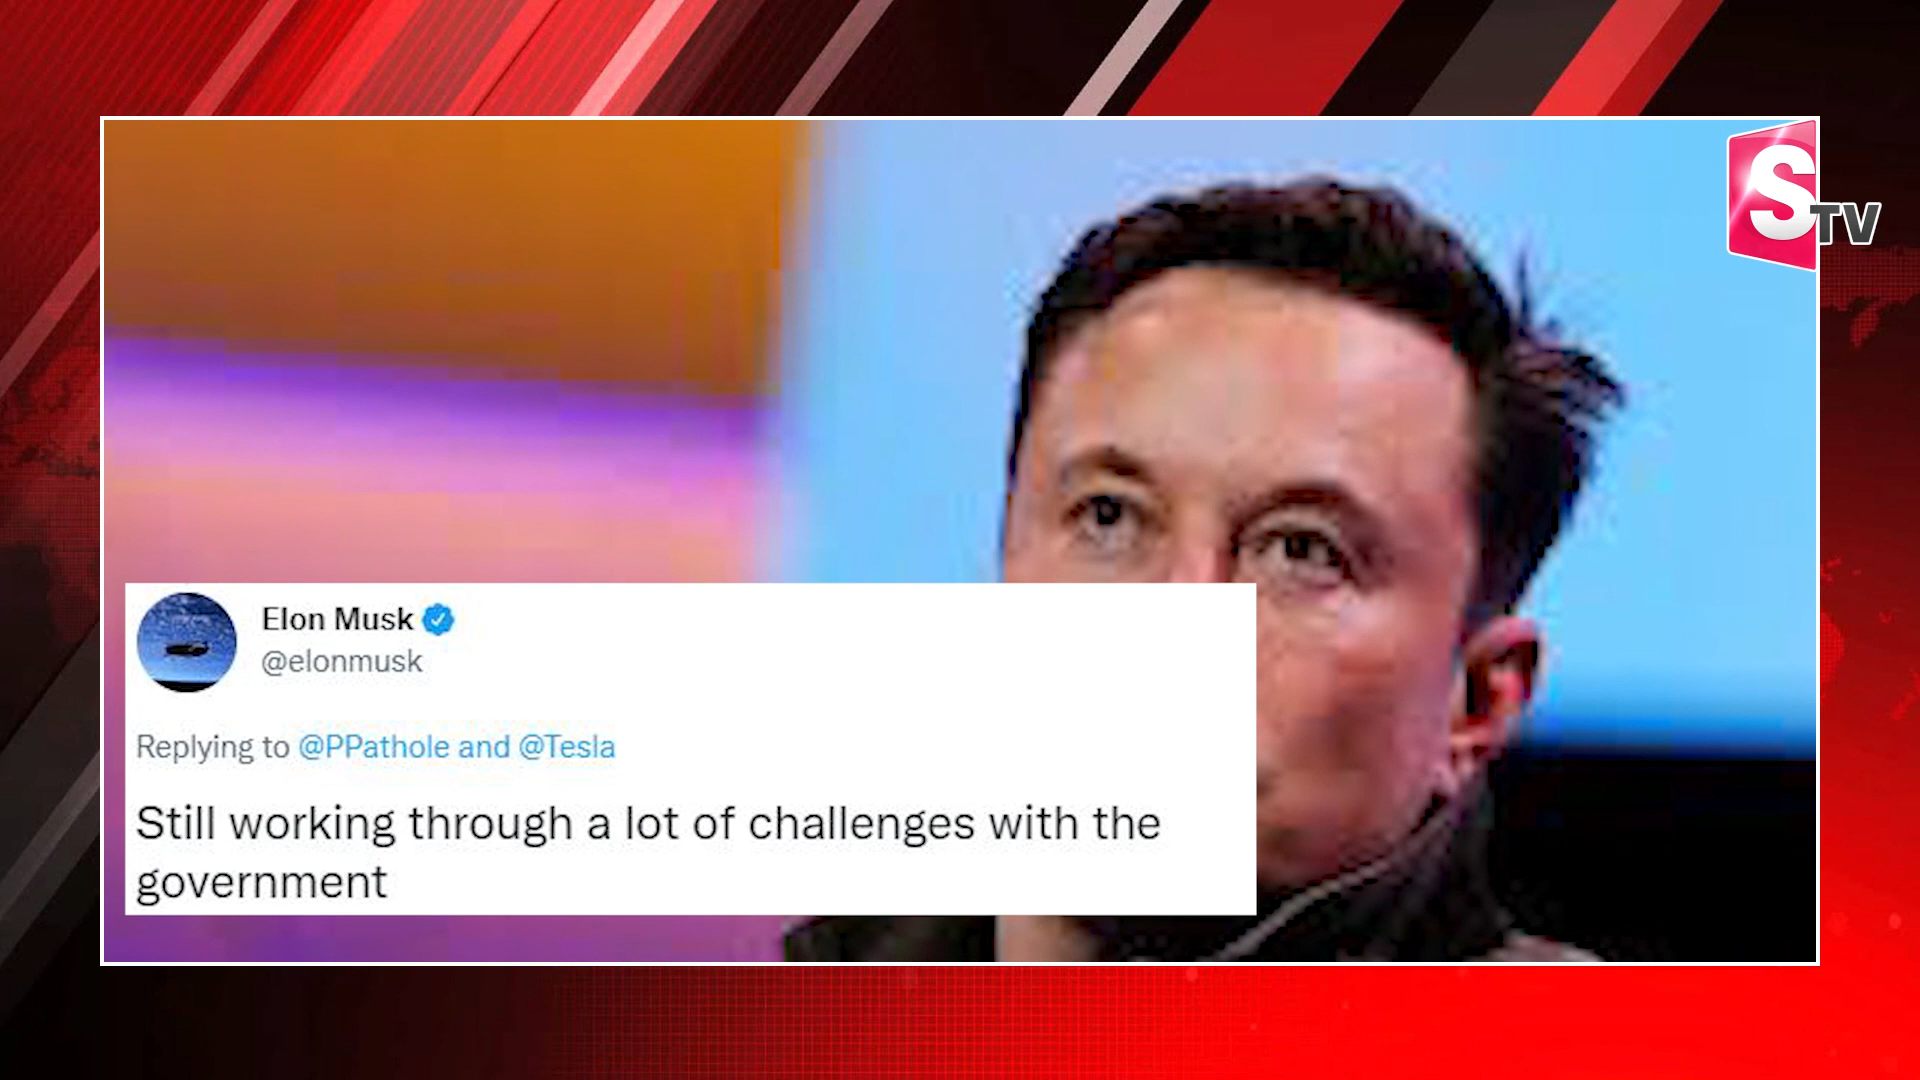 STV
Elon Musk
@elonmusk
Replying to @PPathole and @Tesla
Still working through a lot of challenges with the
government